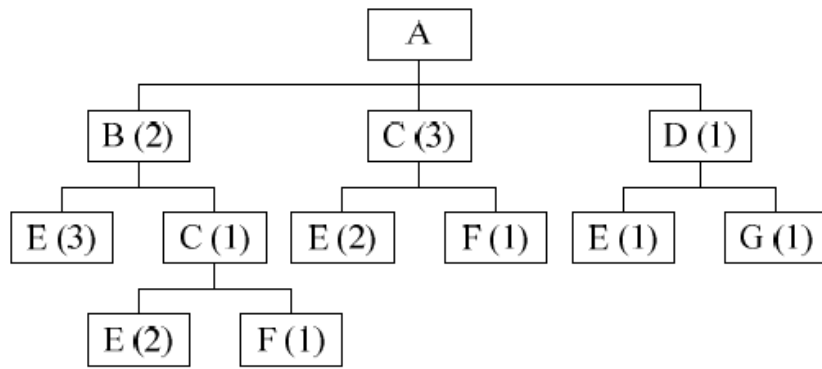 A
B (2) C (3) D (1)
E (3) C (1) E (2) F (1) E (1) G (1)
E (2) F (1)